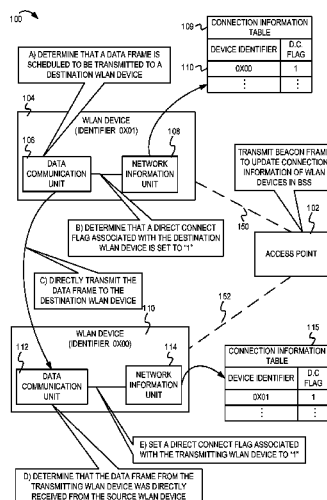 100
109
CONNECTION INFORMATION
TABLE
DEVICE IDENTIFIER
D.C.
FLAG
110
0X00
1
A) DETERMINE THAT A DATA FRAME IS
SCHEDULED TO BE TRANSMITTED TO A
DESTINATION WLAN DEVICE
104
WLAN DEVICE
(IDENTIFIER 0X01)
106
108
DATA
COMMUNICATION
UNIT
NETWORK
INFORMATION
UNIT
TRANSMIT BEACON FRAME
TO UPDATE CONNECTION
INFORMATION OF WLAN
DEVICES IN BSS
102
150
B) DETERMINE THAT A DIRECT CONNECT
FLAG ASSOCIATED WITH THE DESTINATION
WLAN DEVICE IS SET TO "1"
ACCESS
POINT
C) DIRECTLY TRANSMIT
THE DATA FRAME TO THE
DESTINATION WLAN DEVICE
152
110
WLAN DEVICE
(IDENTIFIER 0X00)
112
114
115
DATA
COMMUNICATION
UNIT
NETWORK
INFORMATION
UNIT
CONNECTION INFORMATION
TABLE
DEVICE IDENTIFIER
D.C
FLAG
0X01
1
E) SET A DIRECT CONNECT FLAG ASSOCIATED
WITH THE TRANSMITTING WLAN DEVICE TO "1"
D) DETERMINE THAT THE DATA FRAME FROM
THE TRANSMITTING WLAN DEVICE WAS DIRECTLY
RECEIVED FROM THE SOURCE WLAN DEVICE